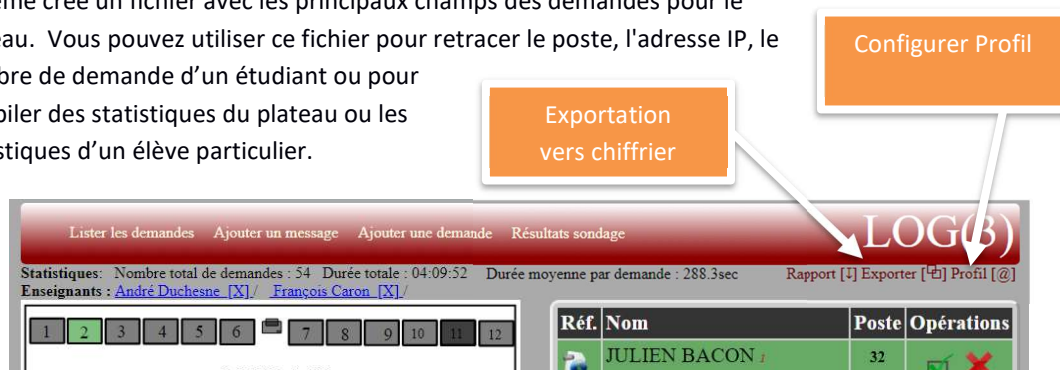 ème crée un fichier avec les principaux champs des demandes pour le
eau. Vous pouvez utiliser ce fichier pour retracer le poste, l'adresse IP, le
bre de demande d'un étudiant ou pour
piler des statistiques du plateau ou les
stiques d'un élève particulier.
Configurer Profil
Exportation
vers chiffrier
Lister les demandes Ajouter un message Ajouter une demande Résultats sondage
LOG(3)
Statistiques: Nombre total de demandes : 54 Durée totale : 04:09:52 Durée moyenne par demande : 288.3sec Rapport [↧] Exporter [⧉] Profil [@]
Enseignants : André Duchesne [X] / François Caron [X] /
1 2 3 4 5 6 7 8 9 10 11 12
Réf. Nom Poste Opérations
JULIEN BACON 1 32